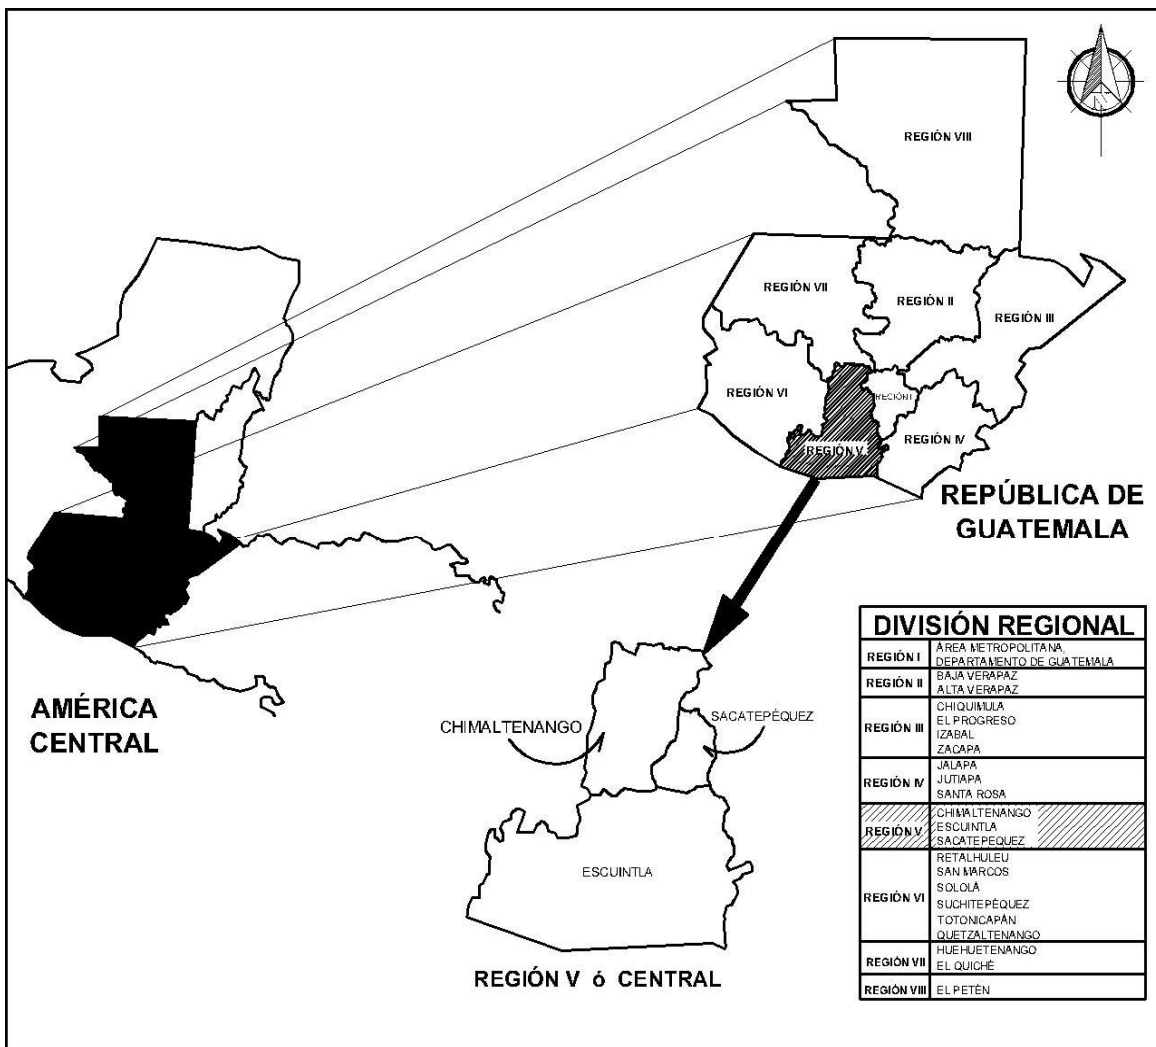 REGIÓN VIII
REGIÓN VII
REGIÓN II
REGIÓN III
REGIÓN VI
REGIÓN I
REGIÓN IV
REGIÓN V
REPÚBLICA DE
GUATEMALA
AMÉRICA
CENTRAL
CHIMALTENANGO
SACATEPÉQUEZ
ESCUINTLA
REGIÓN V ó CENTRAL
DIVISIÓN REGIONAL
REGIÓN I
ÁREA METROPOLITANA,
DEPARTAMENTO DE GUATEMALA
REGIÓN II
BAJA VERAPAZ
ALTA VERAPAZ
REGIÓN III
CHIQUIMULA
EL PROGRESO
IZABAL
ZACAPA
REGIÓN IV
JALAPA
JUTIAPA
SANTA ROSA
REGIÓN V
CHIMALTENANGO
ESCUINTLA
SACATEPEQUEZ
REGIÓN VI
RETALHULEU
SAN MARCOS
SOLOLÁ
SUCHITEPÉQUEZ
TOTONICAPÁN
QUETZALTENANGO
REGIÓN VII
HUEHUETENANGO
EL QUICHÉ
REGIÓN VIII
EL PETÉN